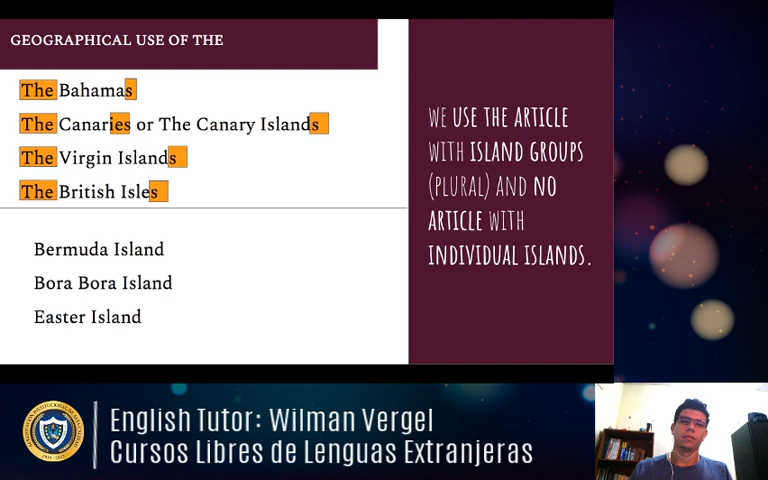 GEOGRAPHICAL USE OF THE
The Bahamas
The Canaries or The Canary Islands
The Virgin Islands
The British Isles
Bermuda Island
Bora Bora Island
Easter Island
WE USE THE ARTICLE
WITH ISLAND GROUPS
(PLURAL) AND NO
ARTICLE WITH
INDIVIDUAL ISLANDS.
English Tutor: Wilman Vergel
Cursos Libres de Lenguas Extranjeras